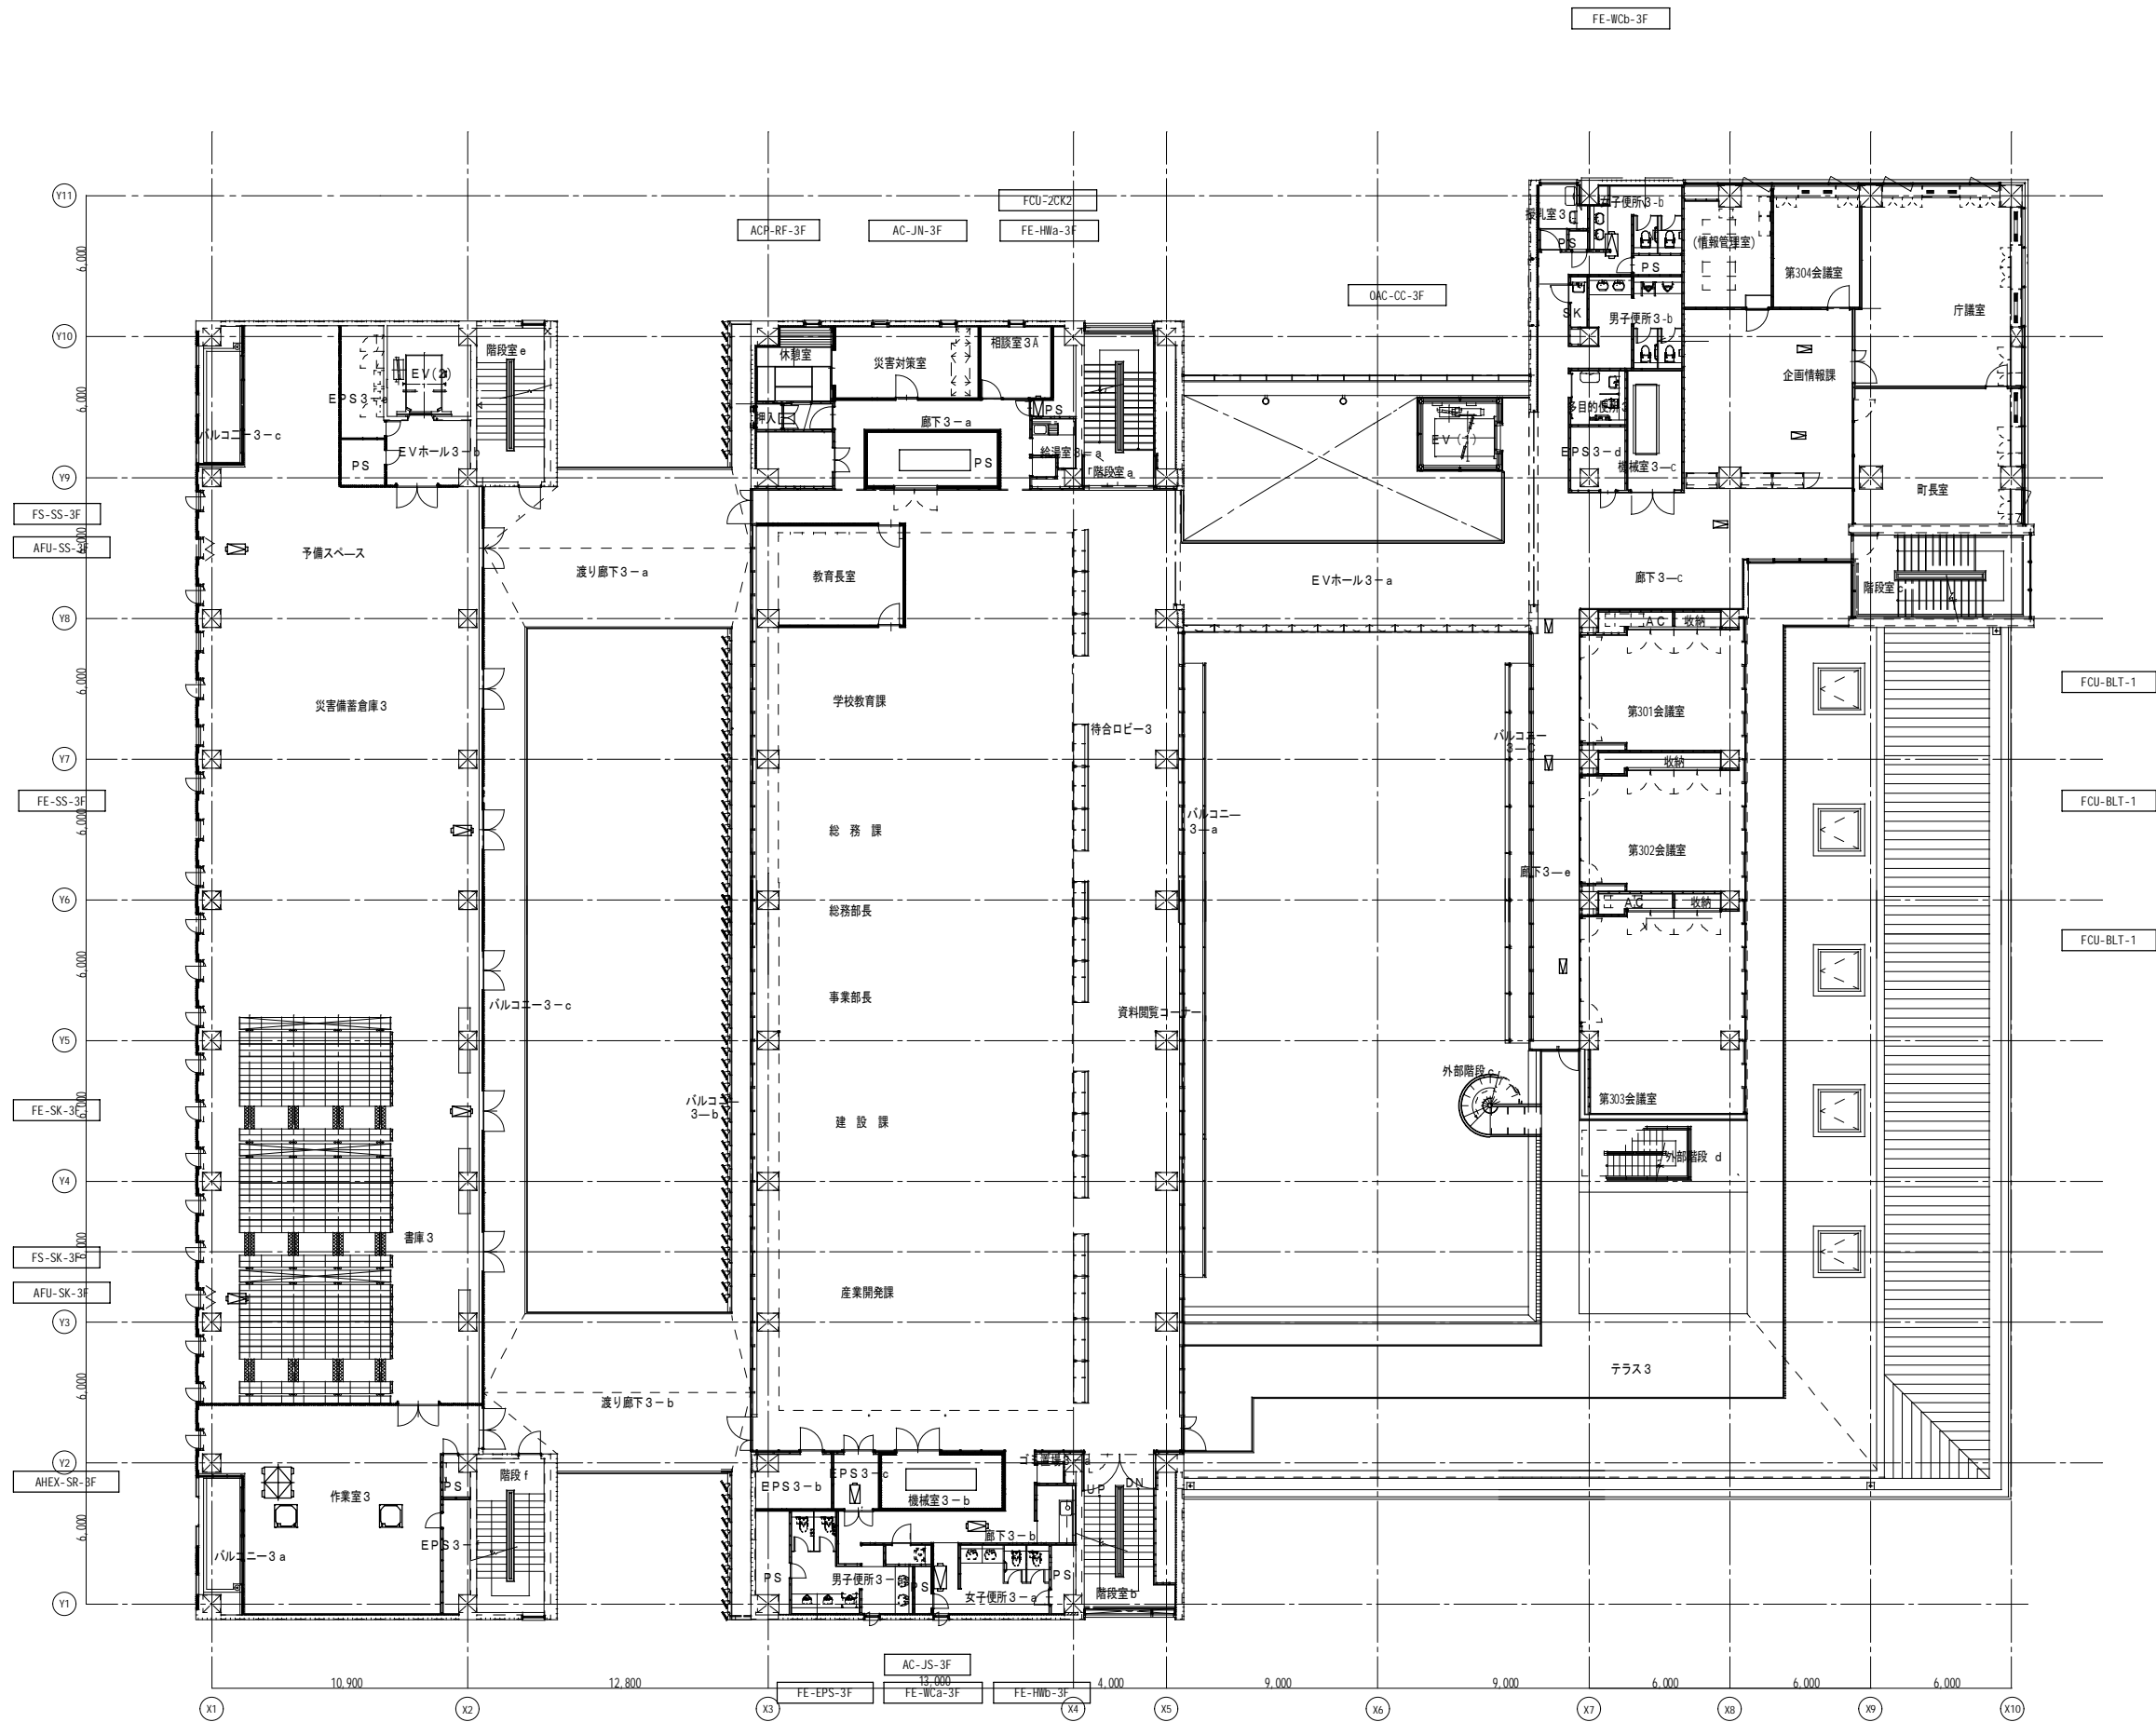 FE-WCb-3F
FCU-2CK2
ACP-RF-3F
AC-JN-3F
FE-HWa-3F
OAC-CC-3F
Y11
6,000
Y10
6,000
Y9
Y8
6,000
Y7
6,000
Y6
6,000
Y5
6,000
Y4
Y3
6,000
Y2
6,000
Y1
授乳室3
女子便所3-b
PS
PS
(情報管理室)
第304会議室
庁議室
SK
男子便所3-b
企画情報課
多目的便所
EPS3-d
機械室3-c
町長室
階段室e
EV(2)
EPS3-a
バルコニー3-c
EVホール3-b
PS
休憩室
災害対策室
相談室3A
押入
廊下3-a
PS
PS
給湯室3-a
階段室a
EV(1)
FS-SS-3F
AFU-SS-3F
予備スペース
渡り廊下3-a
教育長室
EVホール3-a
廊下3-c
階段室c
AC
収納
災害備蓄倉庫3
学校教育課
待合ロビー3
第301会議室
FCU-BLT-1
バルコニー
3-C
収納
FE-SS-3F
総 務 課
バルコニー
3-a
第302会議室
FCU-BLT-1
廊下3-e
総務部長
AC
収納
FCU-BLT-1
事業部長
バルコニー3-c
資料閲覧コーナー
外部階段c
FE-SK-3F
バルコニー
3-b
建 設 課
第303会議室
外部階段 d
書庫3
FS-SK-3F
AFU-SK-3F
産業開発課
テラス3
渡り廊下3-b
AHEX-SR-3F
作業室3
PS
階段f
EPS3-b
EPS3-c
機械室3-b
ゴミ置場3-a
UP
DN
バルコニー3a
EPS3-f
廊下3-b
PS
男子便所3-a
PS
女子便所3-a
PS
階段室b
AC-JS-3F
10,900
12,800
13,000
4,000
9,000
9,000
6,000
6,000
6,000
FE-EPS-3F
FE-WCa-3F
FE-HWb-3F
X1
X2
X3
X4
X5
X6
X7
X8
X9
X10